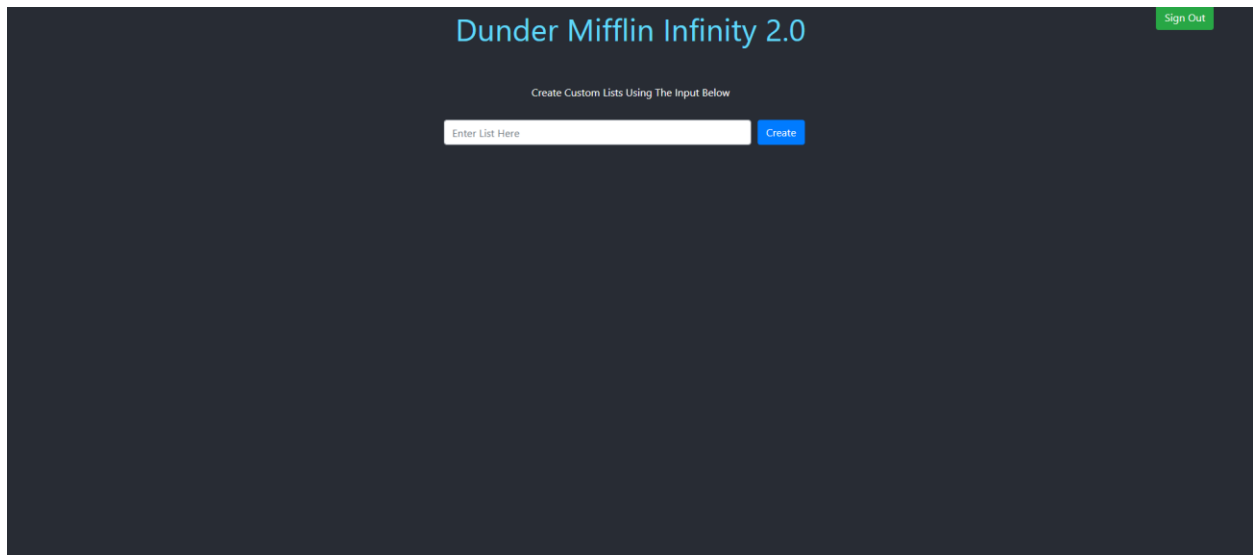 Dunder Mifflin Infinity 2.0
Sign Out
Create Custom Lists Using The Input Below
Enter List Here
Create